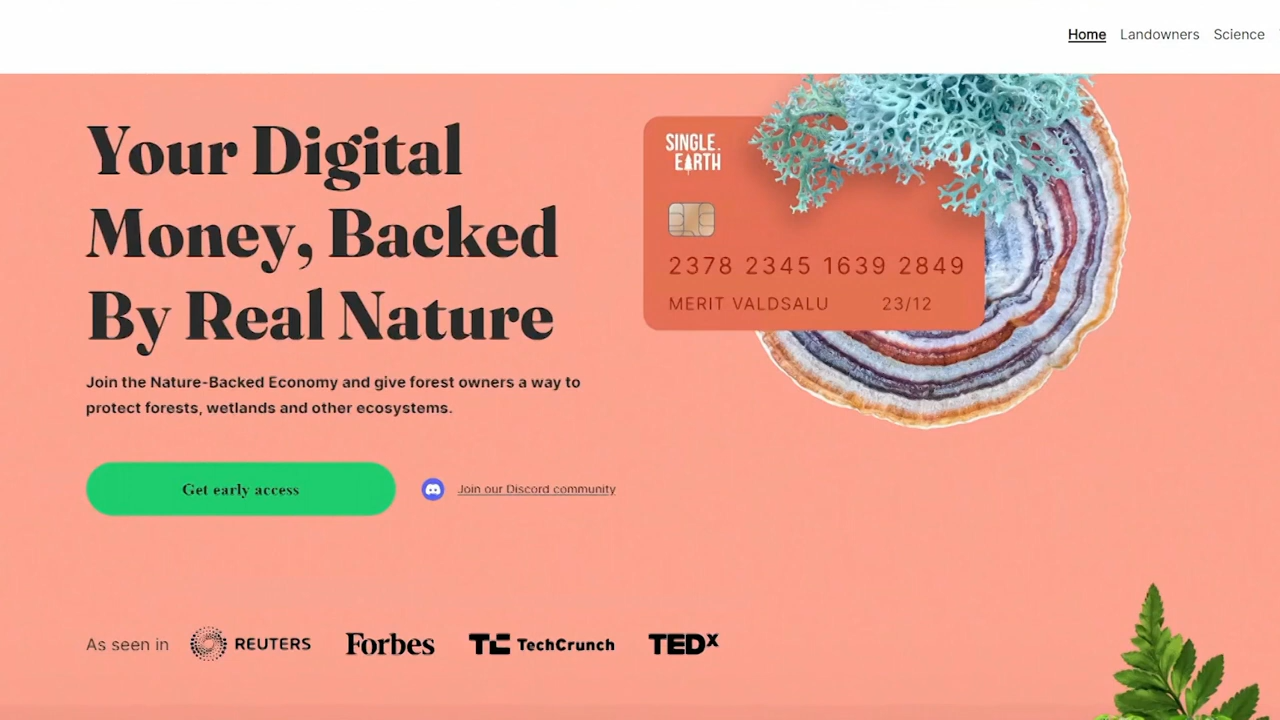 Home Landowners Science
Your Digital
Money, Backed
By Real Nature
Join the Nature-Backed Economy and give forest owners a way to
protect forests, wetlands and other ecosystems.
Get early access
Join our Discord community
SINGLE.
EARTH
2378 2345 1639 2849
MERIT VALDSALU 23/12
As seen in REUTERS Forbes TC TechCrunch TEDx